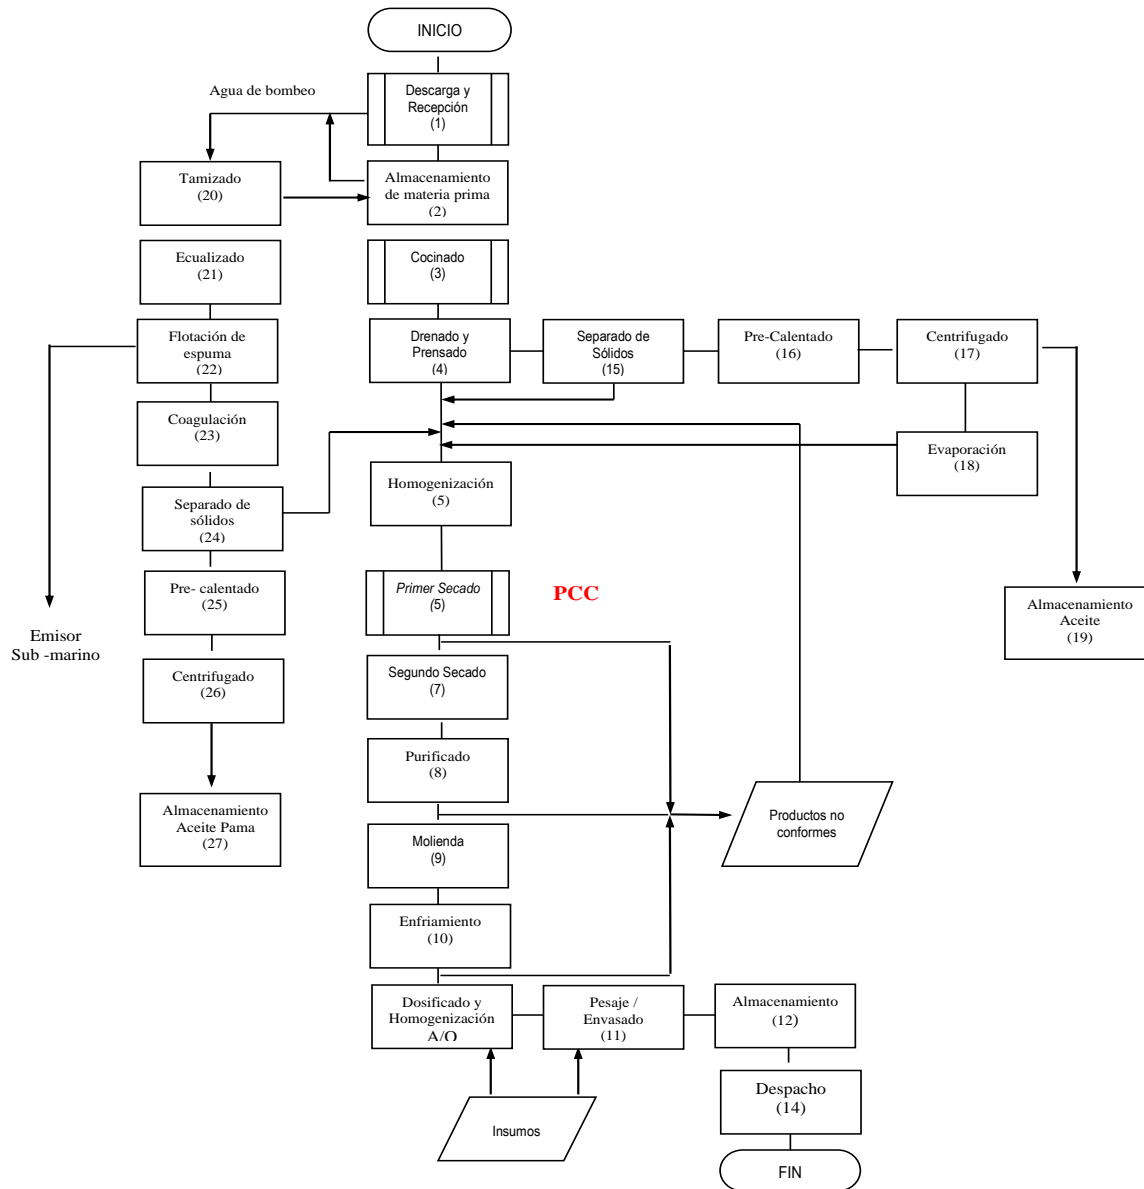 INICIO
Agua de bombeo
Descarga y
Recepción
(1)
Tamizado
(20)
Almacenamiento
de materia prima
(2)
Ecualizado
(21)
Cocinado
(3)
Flotación de
espuma
(22)
Drenado y
Prensado
(4)
Separado de
Sólidos
(15)
Pre-Calentado
(16)
Centrifugado
(17)
Coagulación
(23)
Evaporación
(18)
Homogenización
(5)
Separado de
sólidos
(24)
Pre- calentado
(25)
Primer Secado
(5)
PCC
Almacenamiento
Aceite
(19)
Emisor
Sub -marino
Centrifugado
(26)
Segundo Secado
(7)
Purificado
(8)
Almacenamiento
Aceite Pama
(27)
Productos no
conformes
Molienda
(9)
Enfriamiento
(10)
Dosificado y
Homogenización
A/O
Pesaje /
Envasado
(11)
Almacenamiento
(12)
Despacho
(14)
Insumos
FIN